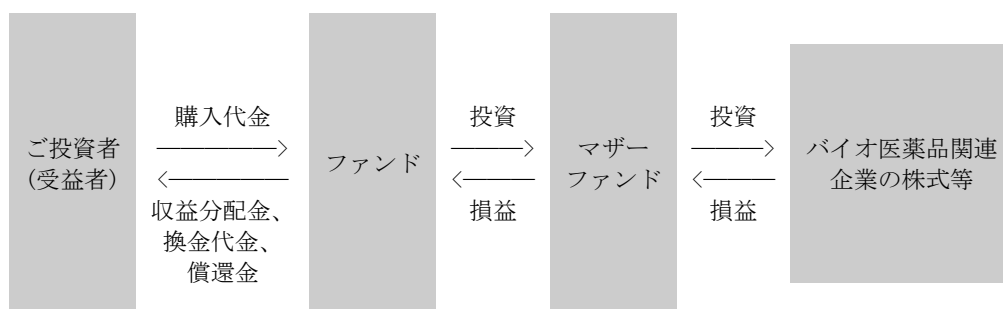 ご投資者
(受益者)
購入代金
収益分配金、
換金代金、
償還金
ファンド
投資
損益
マザー
ファンド
投資
損益
バイオ医薬品関連
企業の株式等